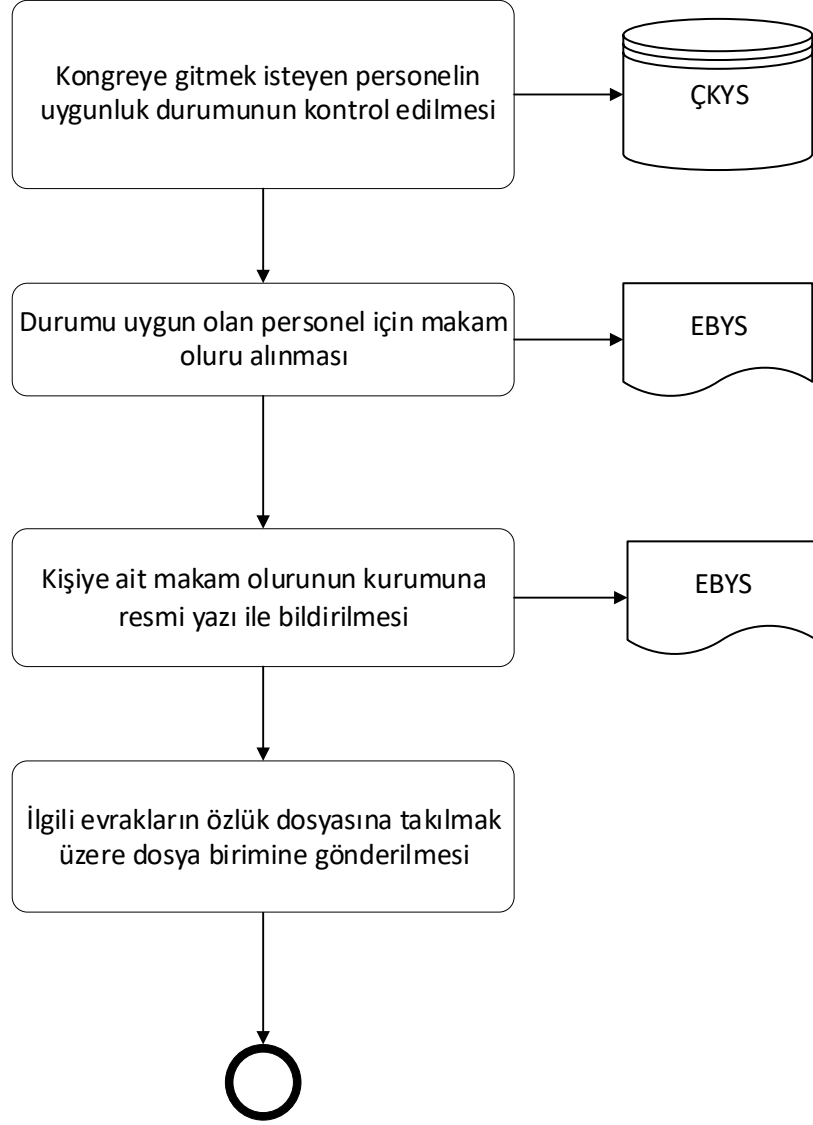 Kongreye gitmek isteyen personelin
uygunluk durumunun kontrol edilmesi
ÇKYS
Durumu uygun olan personel için makam
oluru alınması
EBYS
Kişiye ait makam olurunun kurumuna
resmi yazı ile bildirilmesi
EBYS
İlgili evrakların özlük dosyasına takılmak
üzere dosya birimine gönderilmesi